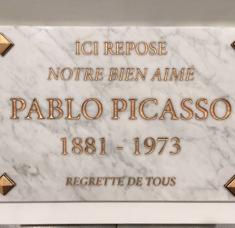 ICI REPOSE
NOTRE BIEN AIMÉ
PABLO PICASSO
1881 - 1973
REGRETTÉ DE TOUS